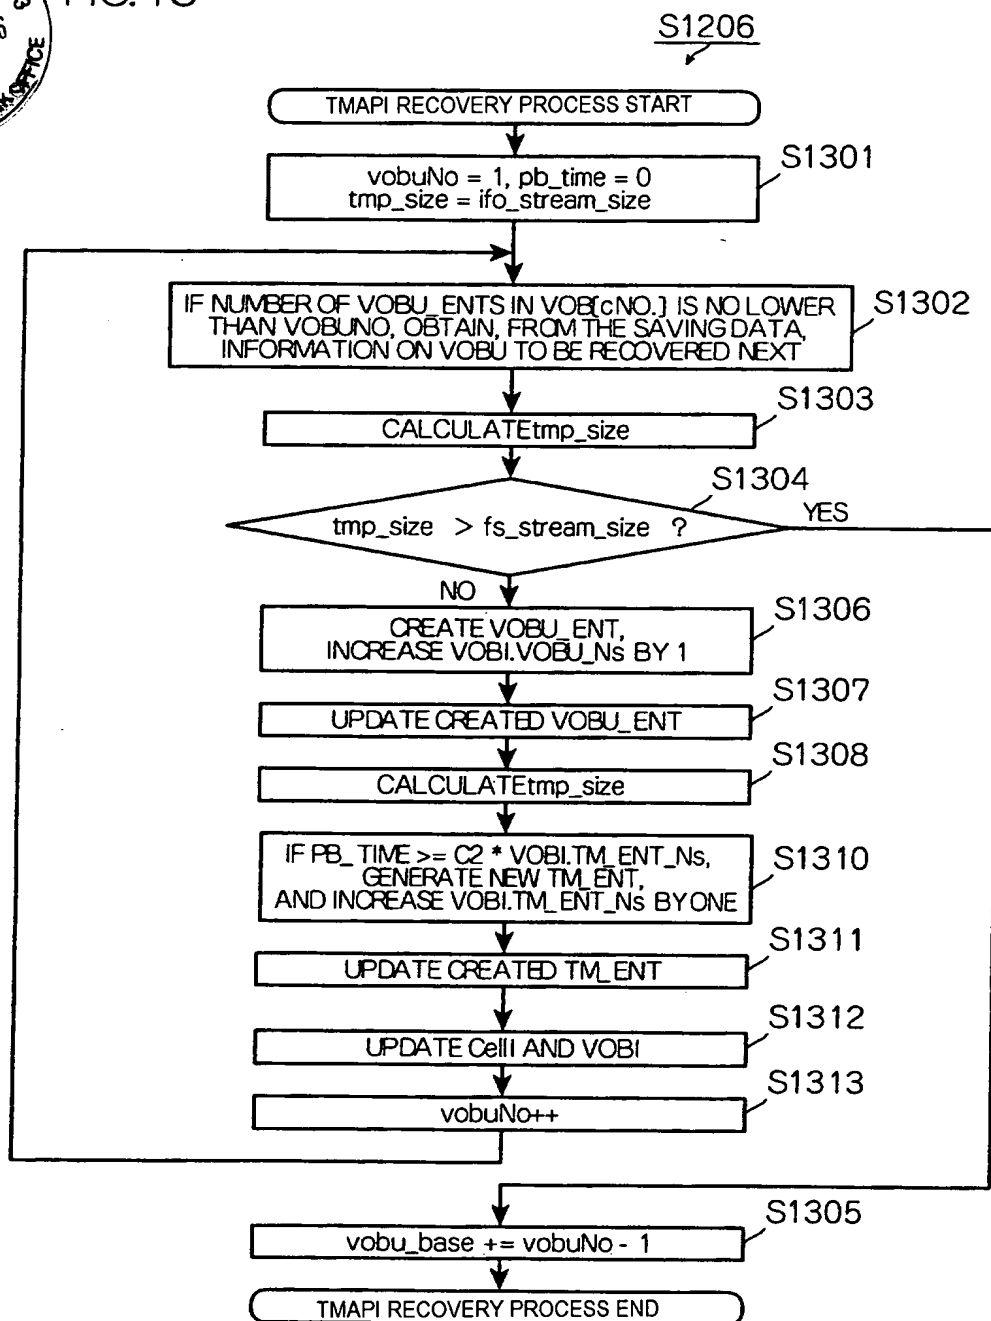 S1206
TMAPI RECOVERY PROCESS START
S1301
vobuNo = 1, pb_time = 0
tmp_size = ifo_stream_size
S1302
IF NUMBER OF VOBU_ENTS IN VOB[cNO.] IS NO LOWER
THAN VOBUNO, OBTAIN, FROM THE SAVING DATA,
INFORMATION ON VOBU TO BE RECOVERED NEXT
S1303
CALCULATEtmp_size
S1304
tmp_size > fs_stream_size ?
YES
NO
S1306
CREATE VOBU_ENT,
INCREASE VOBI.VOBU_Ns BY 1
S1307
UPDATE CREATED VOBU_ENT
S1308
CALCULATEtmp_size
S1310
IF PB_TIME >= C2 * VOBI.TM_ENT_Ns,
GENERATE NEW TM_ENT,
AND INCREASE VOBI.TM_ENT_Ns BY ONE
S1311
UPDATE CREATED TM_ENT
S1312
UPDATE CellI AND VOBI
S1313
vobuNo++
S1305
vobu_base += vobuNo - 1
TMAPI RECOVERY PROCESS END